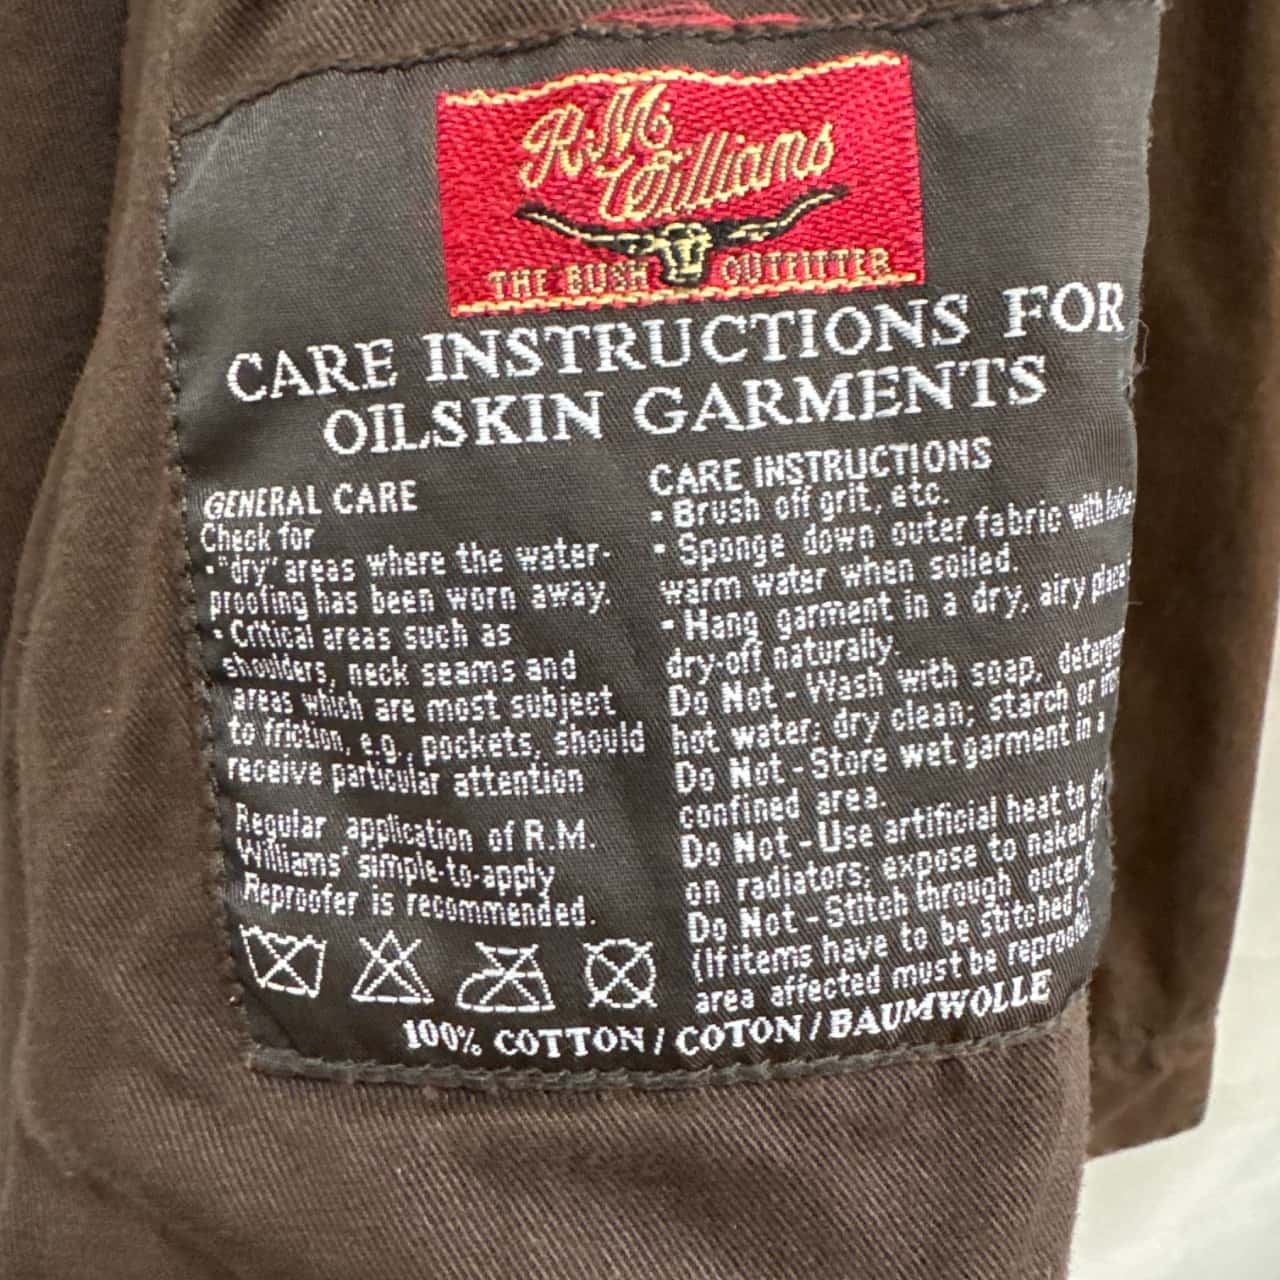 R.M. Williams
THE BUSH OUTFITTER
CARE INSTRUCTIONS FOR
OILSKIN GARMENTS
GENERAL CARE
Check for
• "dry" areas where the water-
proofing has been worn away.
• Critical areas such as
shoulders, neck seams and
areas which are most subject
to friction, e.g., pockets, should
receive particular attention
Regular application of R.M.
Williams' simple-to-apply
Reproofer is recommended.
CARE INSTRUCTIONS
• Brush off grit, etc.
• Sponge down outer fabric with luke-
warm water when soiled.
• Hang garment in a dry, airy place
dry-off naturally.
Do Not - Wash with soap,
hot water; dry clean; starch or
Do Not - Store wet garment in a
confined area.
Do Not - Use artificial heat to
on radiators; expose to naked
Do Not - Stitch through outer
(If items have to be stitched
area affected must be
100% COTTON / COTON / BAUMWOLLE